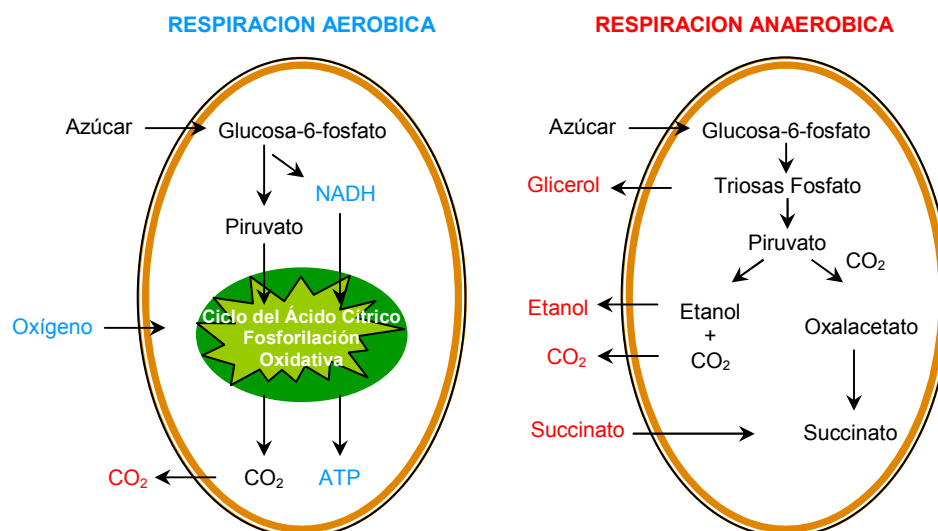 RESPIRACION AEROBICA
Azúcar
Glucosa-6-fosfato
NADH
Piruvato
Oxígeno
Ciclo del Ácido Cítrico
Fosforilación
Oxidativa
CO₂
CO₂
ATP
RESPIRACION ANAEROBICA
Azúcar
Glucosa-6-fosfato
Glicerol
Triosas Fosfato
Piruvato
CO₂
Etanol
Etanol
+
CO₂
Oxalacetato
CO₂
Succinato
Succinato